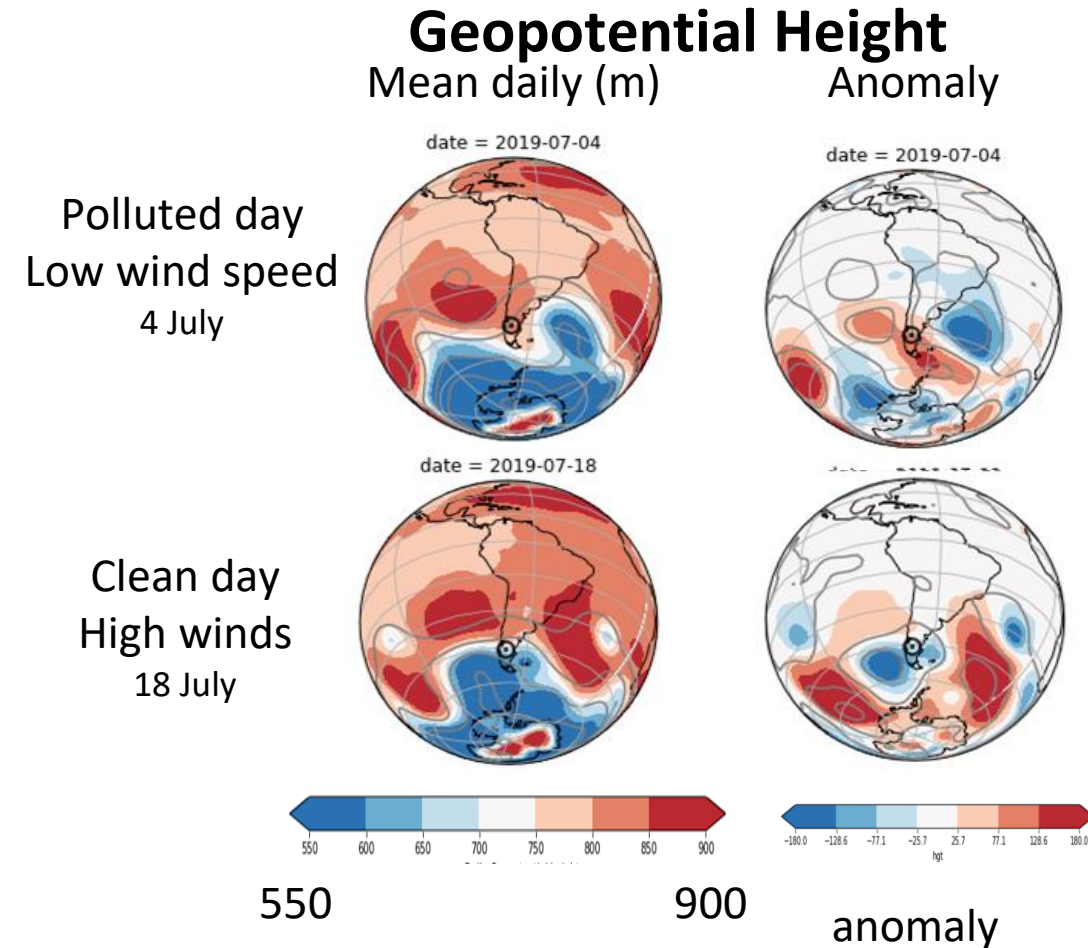 Geopotential Height
Mean daily (m)
Anomaly
date = 2019-07-04
date = 2019-07-04
Polluted day
Low wind speed
4 July
date = 2019-07-18
Clean day
High winds
18 July
550 600 650 700 750 800 850 900
−180.0 −128.6 −77.1 −25.7 25.7 77.1 128.6 180.0
hgt
550
900
anomaly